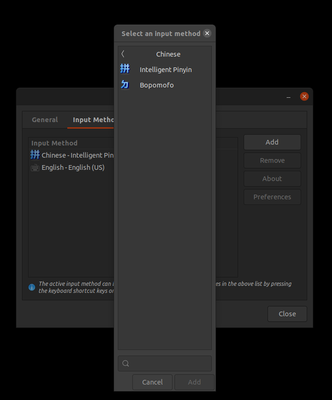 Select an input method
Chinese
拼 Intelligent Pinyin
ㄅ Bopomofo
General
Input Metho
Input Method
拼 Chinese - Intelligent Pin
English - English (US)
Add
Remove
About
Preferences
The active input method can
es in the above list by pressing
the keyboard shortcut keys o
Close
Cancel
Add